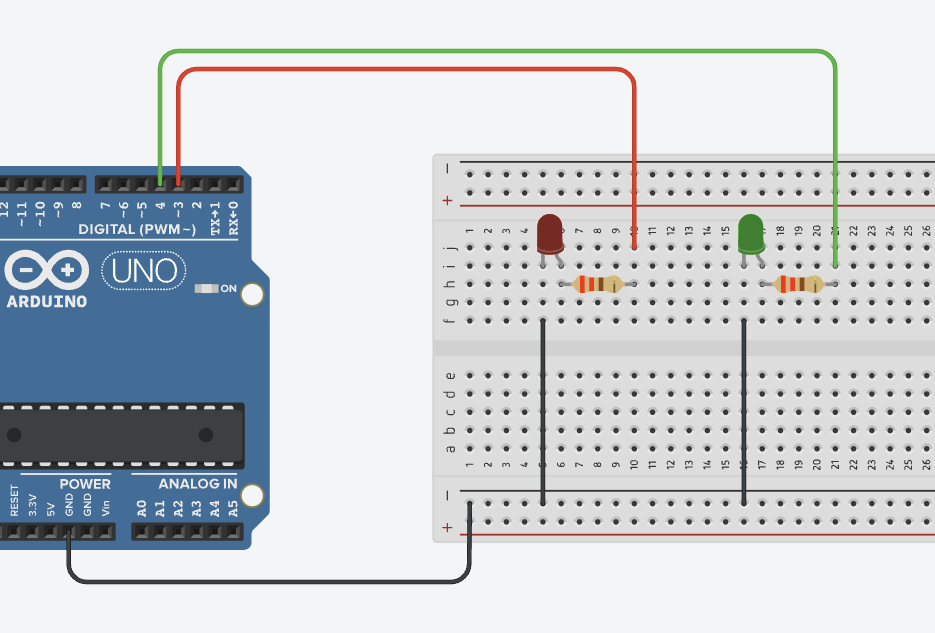 12 ~11 ~10 ~9 8 7 ~6 ~5 4 ~3 2 TX→1 RX←0
DIGITAL (PWM ~)
UNO
ARDUINO
ON
RESET 3.3V 5V GND GND Vin
POWER
ANALOG IN
A0 A1 A2 A3 A4 A5
−
+
1 2 3 4 6 7 8 9 10 11 12 13 14 15 17 18 19 20 21 22 23 24 25 26
j
i
h
g
f
e
d
c
b
a
1 2 3 4 5 6 7 8 9 10 11 12 13 14 15 16 17 18 19 20 21 22 23 24 25 26
−
+